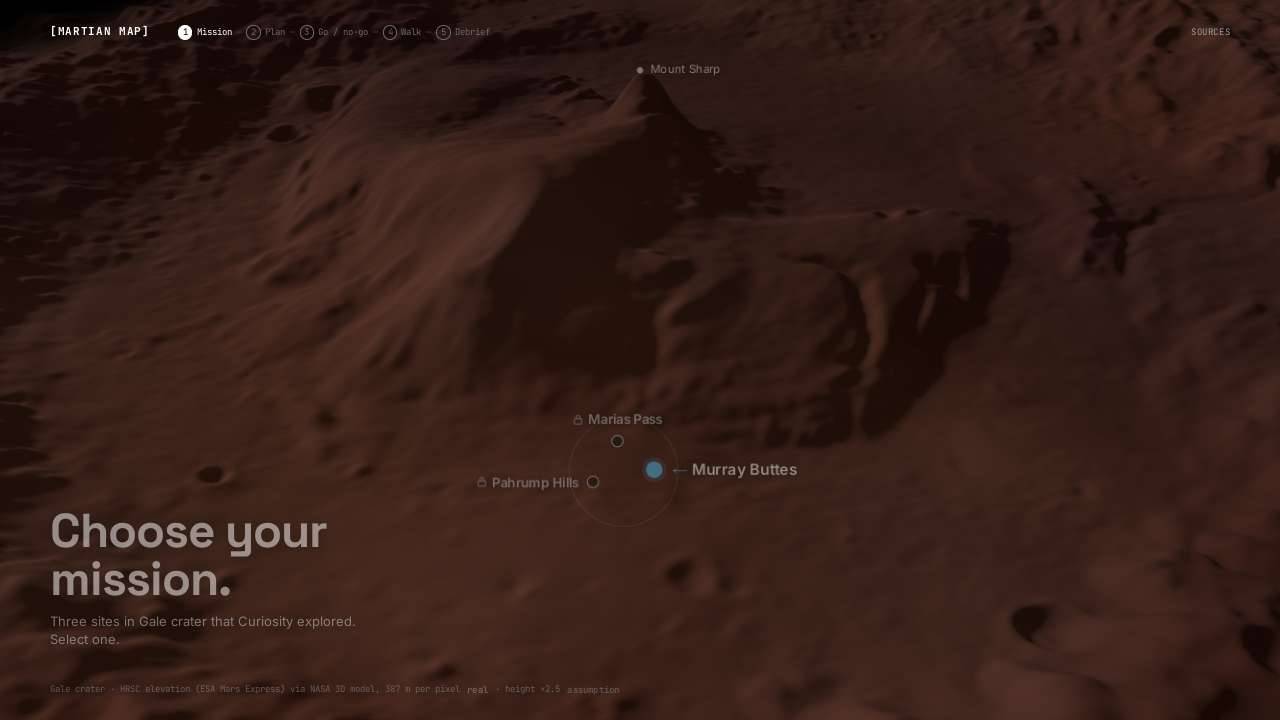 [MARTIAN MAP]
1 Mission
2 Plan
3 Go / no-go
4 Walk
5 Debrief
SOURCES
Mount Sharp
Marias Pass
← Murray Buttes
Pahrump Hills
Choose your
mission.
Three sites in Gale crater that Curiosity explored.
Select one.
Gale crater · HRSC elevation (ESA Mars Express) via NASA 3D model, 387 m per pixel real · height ×2.5 assumption